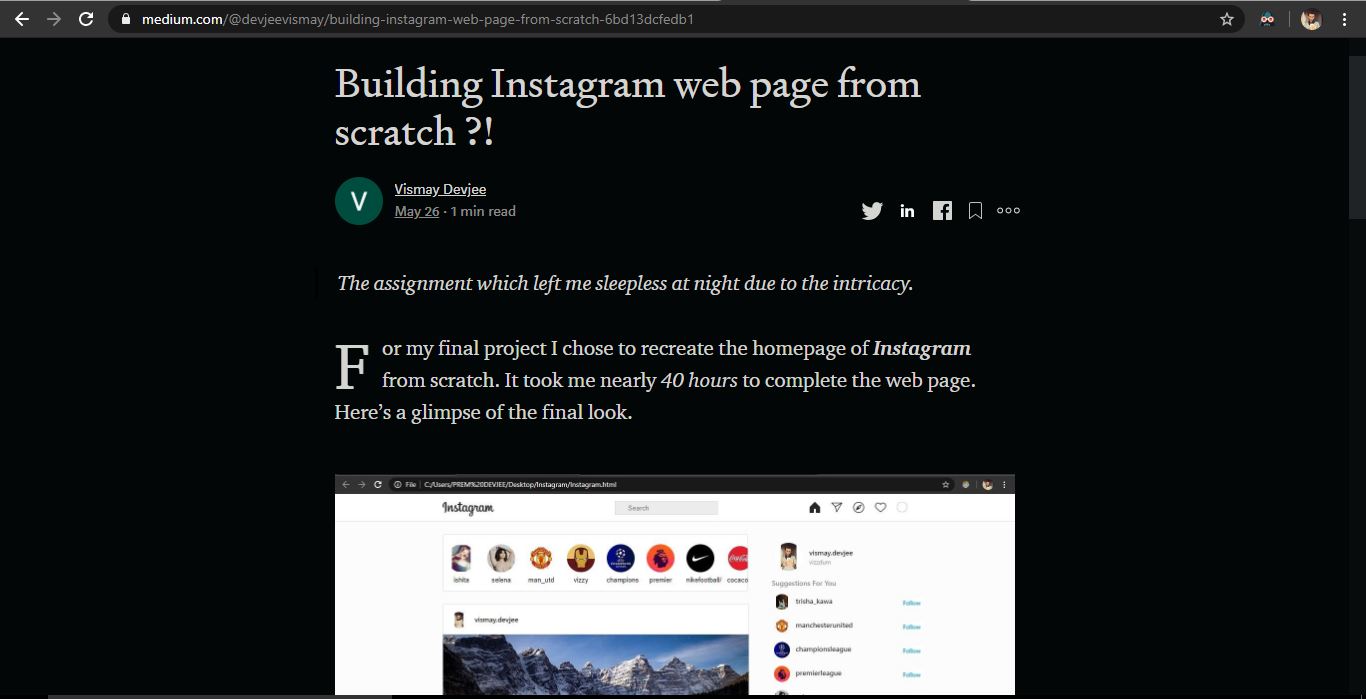 medium.com/@devjeevismay/building-instagram-web-page-from-scratch-6bd13dcfedb1
Building Instagram web page from
scratch ?!
V
Vismay Devjee
May 26 · 1 min read
The assignment which left me sleepless at night due to the intricacy.
For my final project I chose to recreate the homepage of Instagram
from scratch. It took me nearly 40 hours to complete the web page.
Here’s a glimpse of the final look.
File C:/Users/PREM%20DEVJEE/Desktop/Instagram/Instagram.html
Instagram
Search
ishita selena man_utd vizzy champions premier nikefootball/ cocaco
vismay.devjee
vizzdum
Suggestions For You
trisha_kawa Follow
manchesterunited Follow
championsleague Follow
premierleague Follow
vismay.devjee